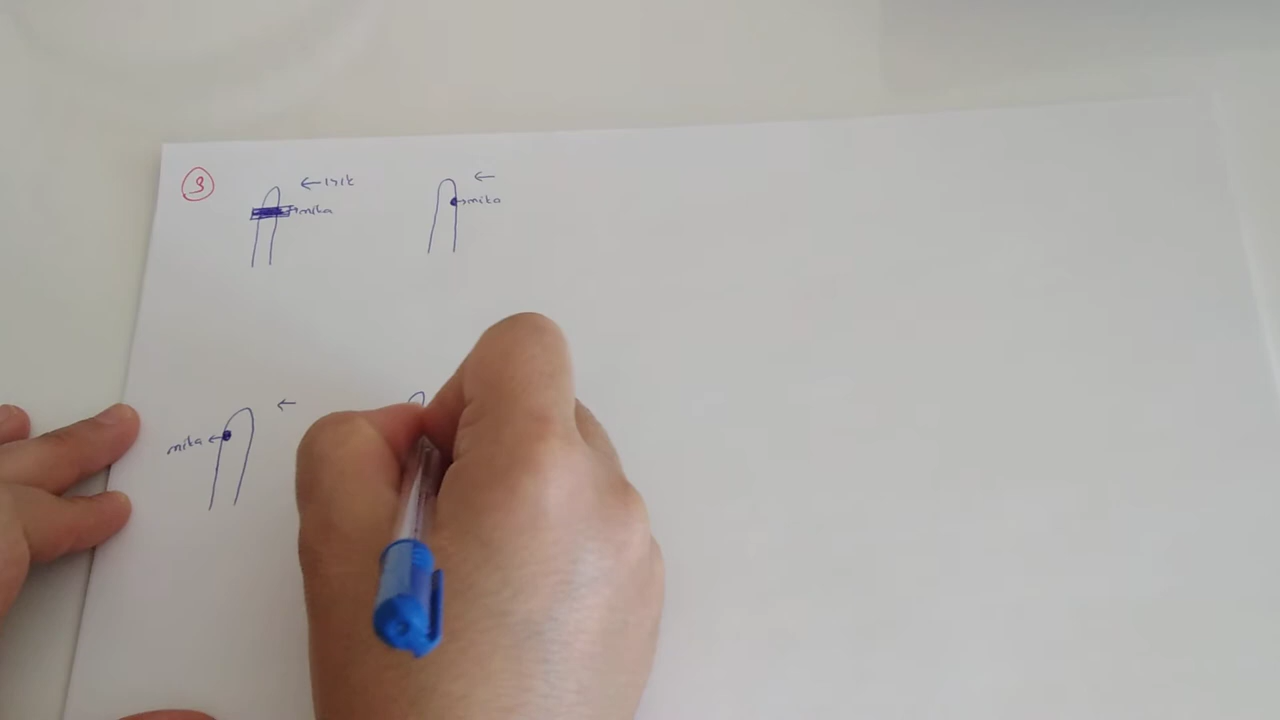 3
←ışık
→mika
→mika
mika←